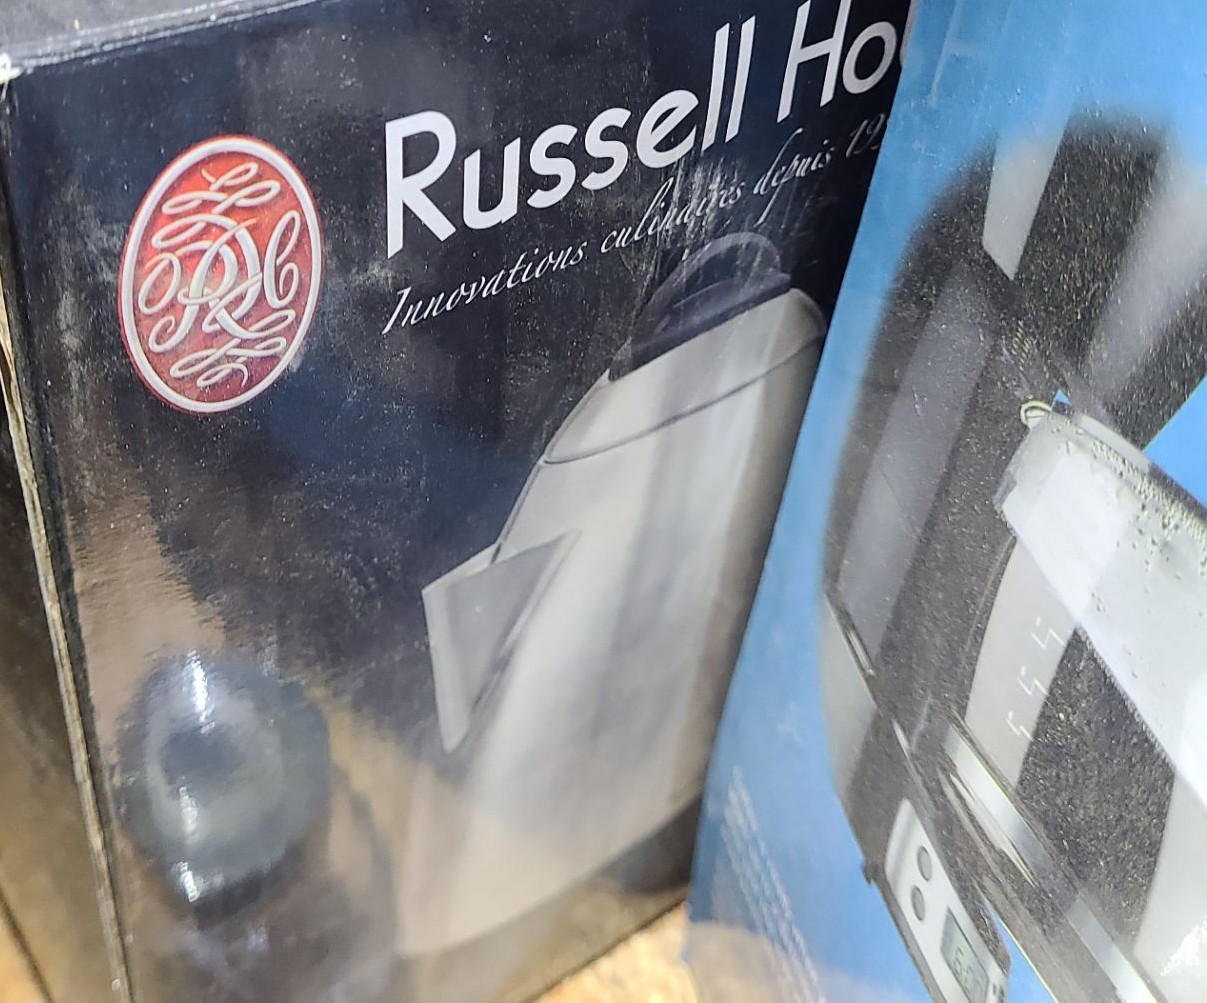 Russell Ho
Innovations culinaires depuis 19